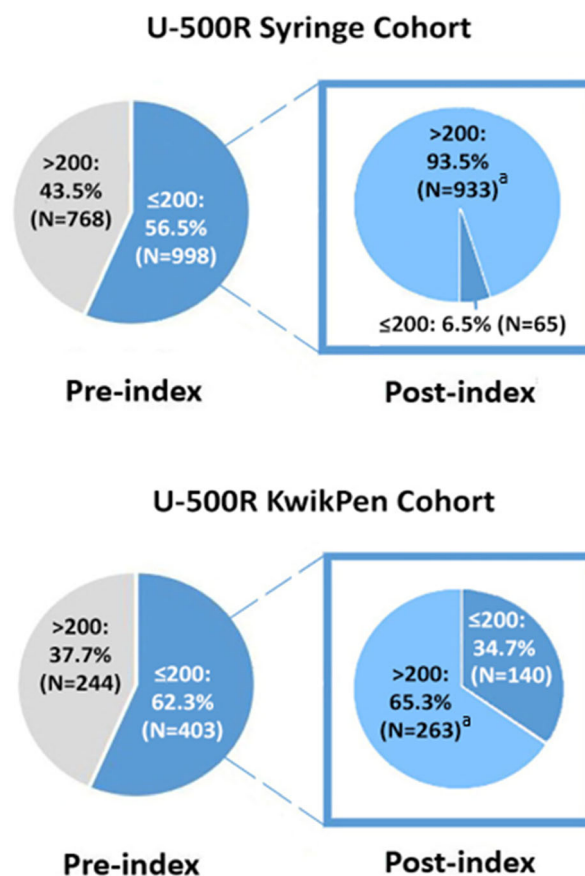 U-500R Syringe Cohort
>200:
43.5%
(N=768)
≤200:
56.5%
(N=998)
>200:
93.5%
(N=933)a
≤200: 6.5% (N=65)
Pre-index
Post-index
U-500R KwikPen Cohort
>200:
37.7%
(N=244)
≤200:
62.3%
(N=403)
≤200:
34.7%
(N=140)
>200:
65.3%
(N=263)a
Pre-index
Post-index